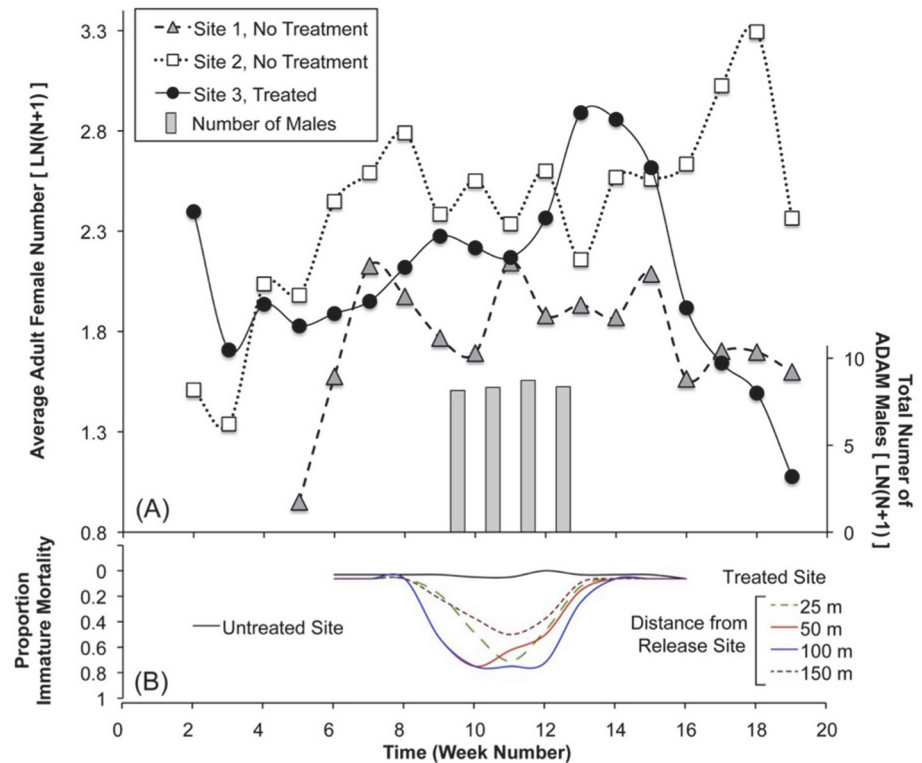 Site 1, No Treatment
Site 2, No Treatment
Site 3, Treated
Number of Males
Average Adult Female Number [ LN(N+1) ]
3.3
2.8
2.3
1.8
1.3
0.8
(A)
Total Numer of
ADAM Males [ LN(N+1) ]
10
5
0
Proportion
Immature Mortality
0
0.2
0.4
0.6
0.8
1
(B)
Untreated Site
Treated Site
Distance from
Release Site
25 m
50 m
100 m
150 m
0 2 4 6 8 10 12 14 16 18 20
Time (Week Number)